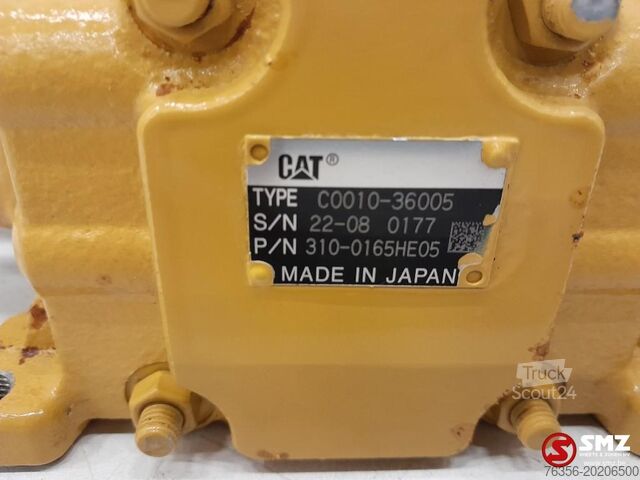 CAT®
TYPE C0010-36005
S/N 22-08 0177
P/N 310-0165HE05
MADE IN JAPAN
Truck
Scout24
SMZ
76356-20206500